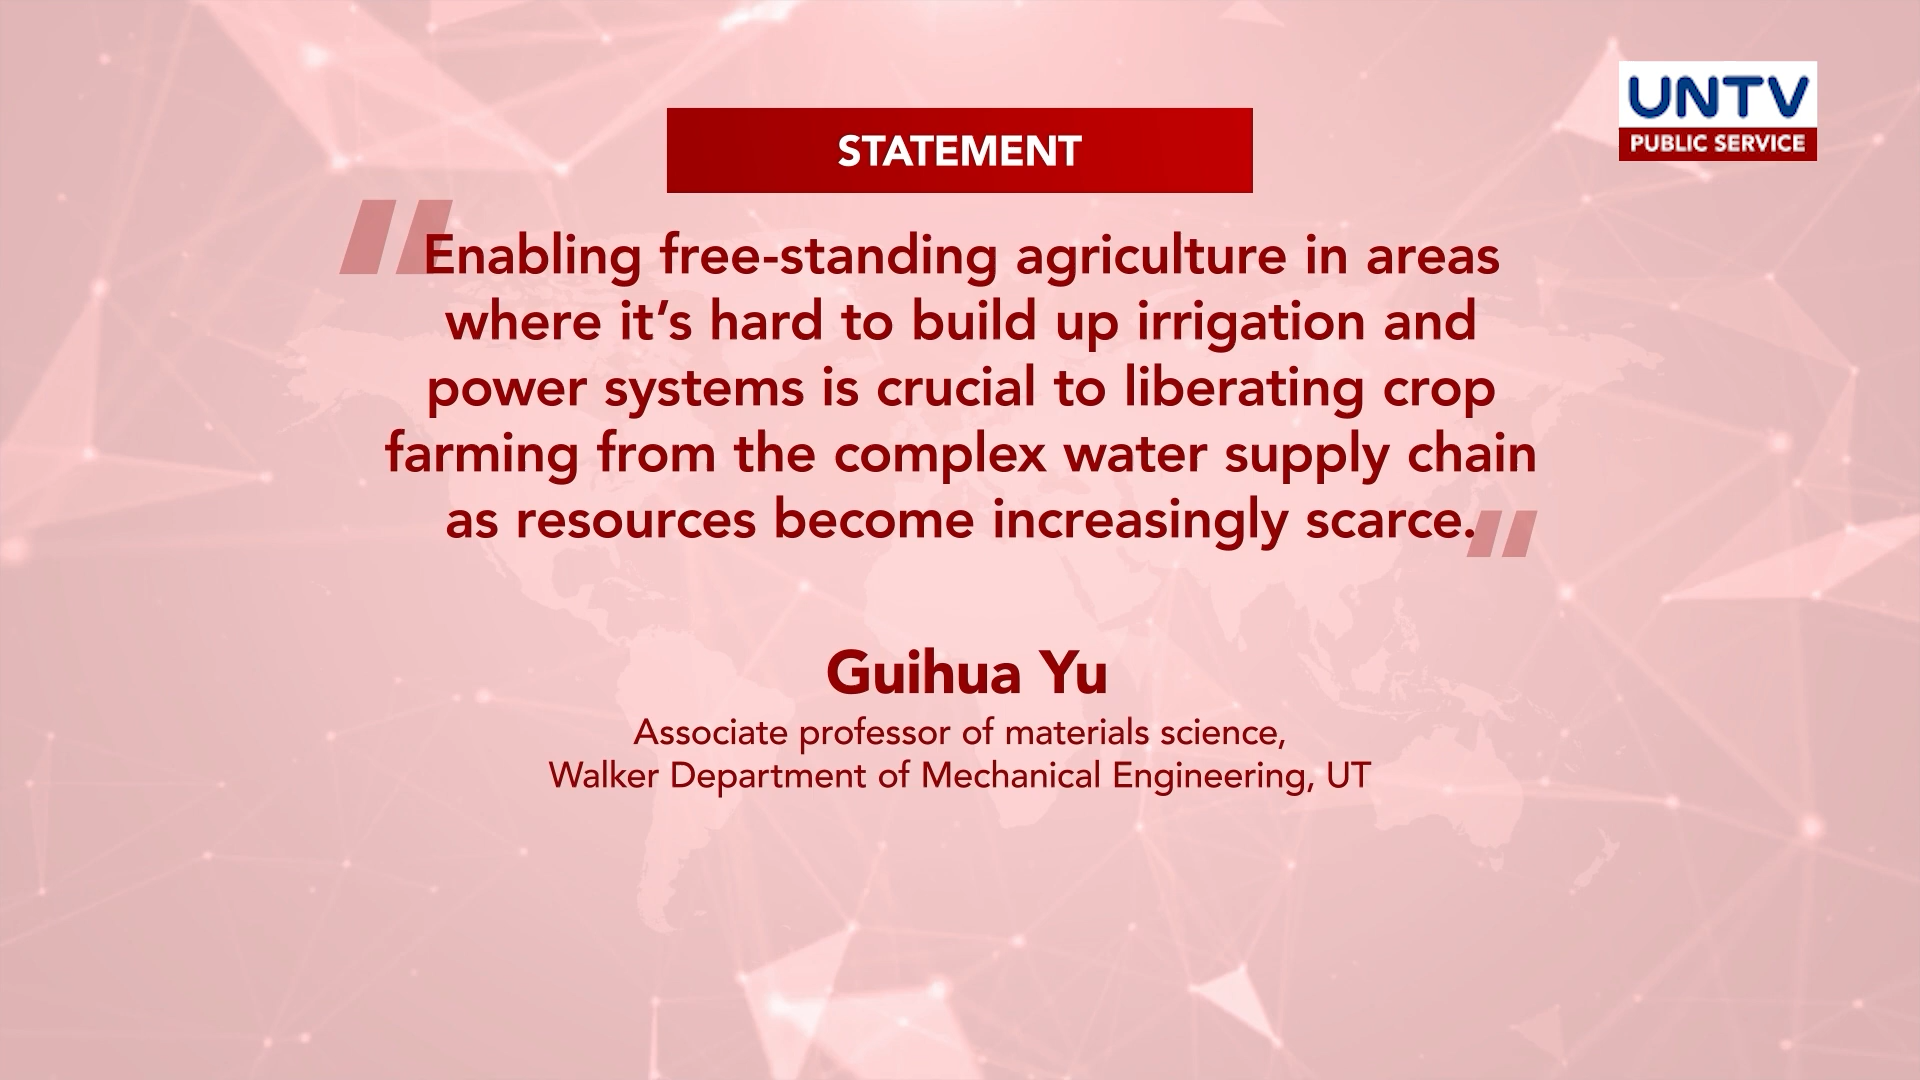 UNTV
PUBLIC SERVICE
STATEMENT
"Enabling free-standing agriculture in areas
where it’s hard to build up irrigation and
power systems is crucial to liberating crop
farming from the complex water supply chain
as resources become increasingly scarce."
Guihua Yu
Associate professor of materials science,
Walker Department of Mechanical Engineering, UT